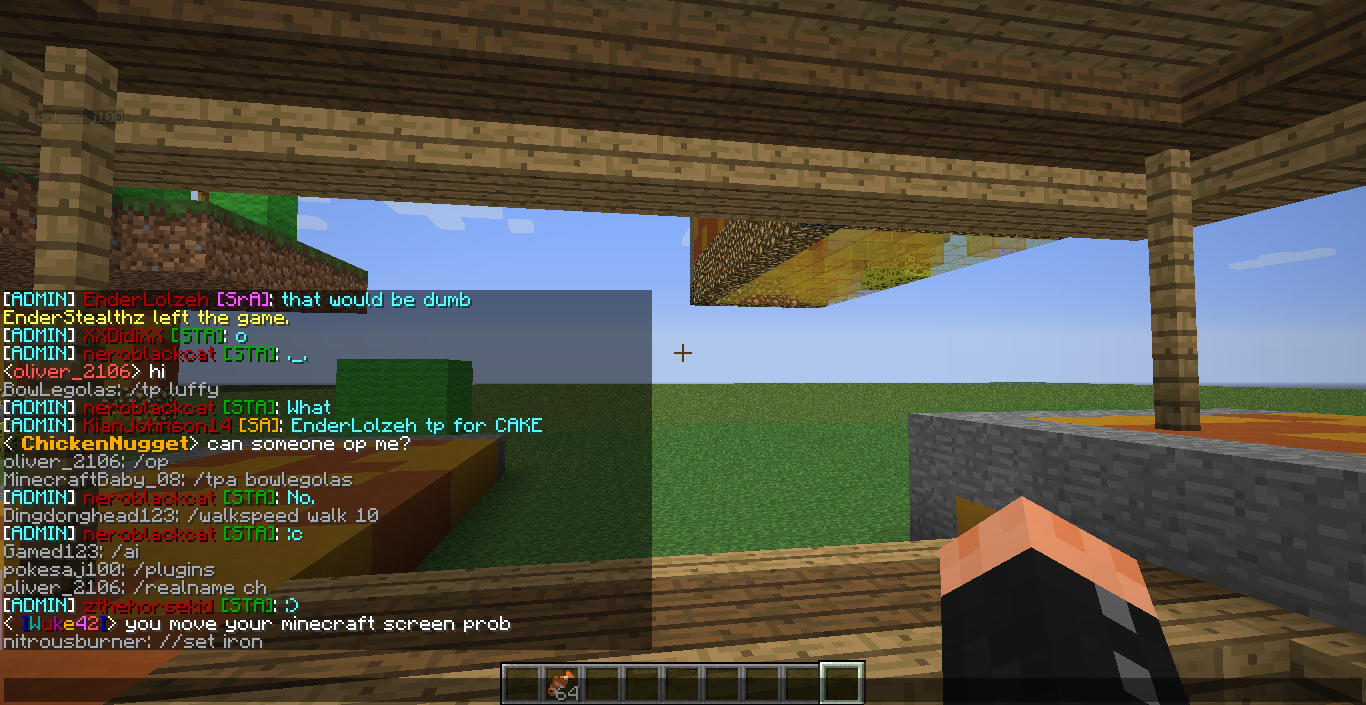 pokesaj100
[ADMIN] EnderLolzeh [SrA]: that would be dumb
EnderStealthz left the game.
[ADMIN] XXDidiXX [STA]: o
[ADMIN] neroblackcat [STA]: ._.
<oliver_2106> hi
BowLegolas: /tp luffy
[ADMIN] neroblackcat [STA]: What
[ADMIN] KianJohnson14 [SA]: EnderLolzeh tp for CAKE
< ChickenNugget> can someone op me?
oliver_2106: /op
MinecraftBaby_08: /tpa bowlegolas
[ADMIN] neroblackcat [STA]: No.
Dingdonghead123: /walkspeed walk 10
[ADMIN] neroblackcat [STA]: :c
Gamed123: /ai
pokesaj100: /plugins
oliver_2106: /realname ch
[ADMIN] zthehorsekid [STA]: :)
< IWuke42I> you move your minecraft screen prob
nitrousburner: //set iron
64